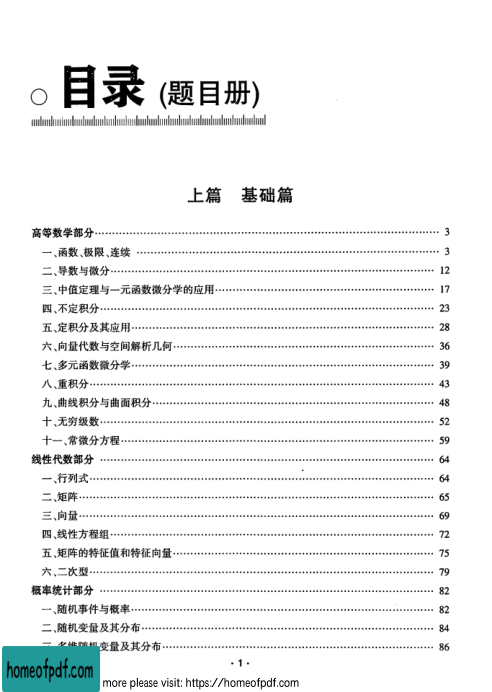 目录 (题目册)
上篇 基础篇
高等数学部分 3
一、函数、极限、连续 3
二、导数与微分 12
三、中值定理与一元函数微分学的应用 17
四、不定积分 23
五、定积分及其应用 28
六、向量代数与空间解析几何 36
七、多元函数微分学 39
八、重积分 43
九、曲线积分与曲面积分 48
十、无穷级数 52
十一、常微分方程 59
线性代数部分 64
一、行列式 64
二、矩阵 65
三、向量 69
四、线性方程组 72
五、矩阵的特征值和特征向量 75
六、二次型 79
概率统计部分 82
一、随机事件与概率 82
二、随机变量及其分布 84
三、多维随机变量及其分布 86
· 1 ·
homeofpdf.com
more please visit: https://homeofpdf.com